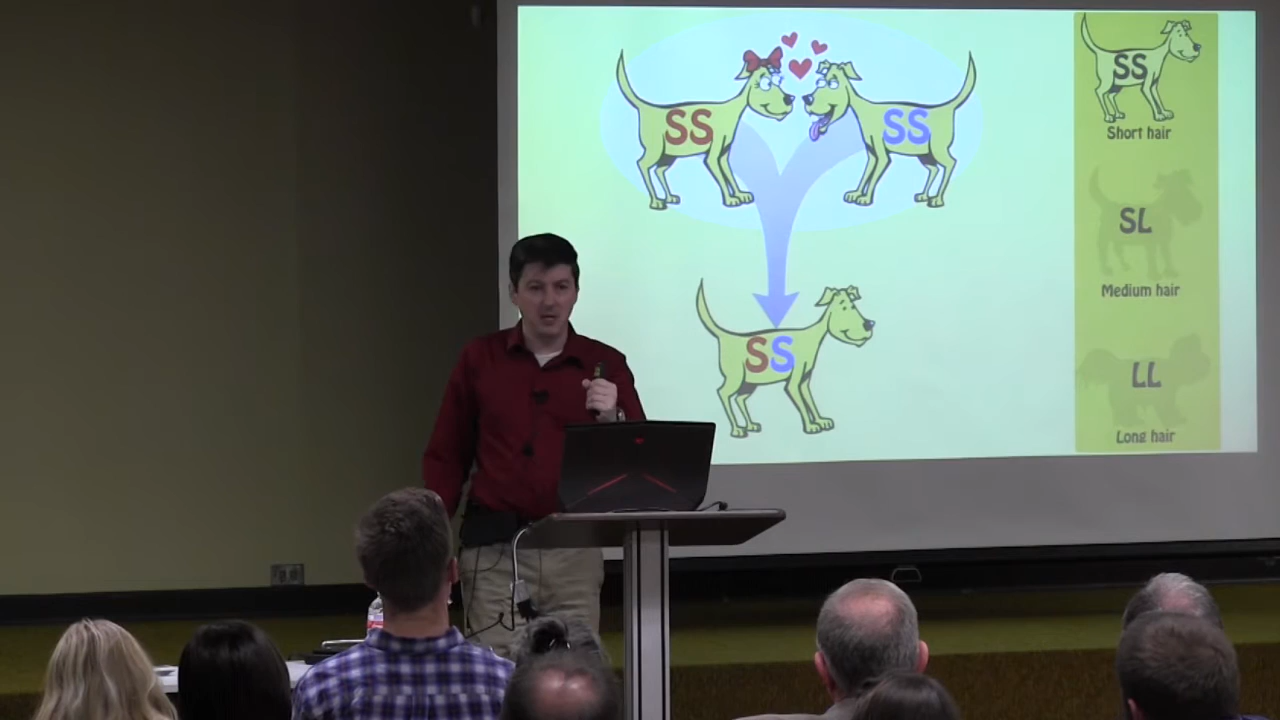 SS SS
SS
SS
Short hair
SL
Medium hair
LL
Long hair